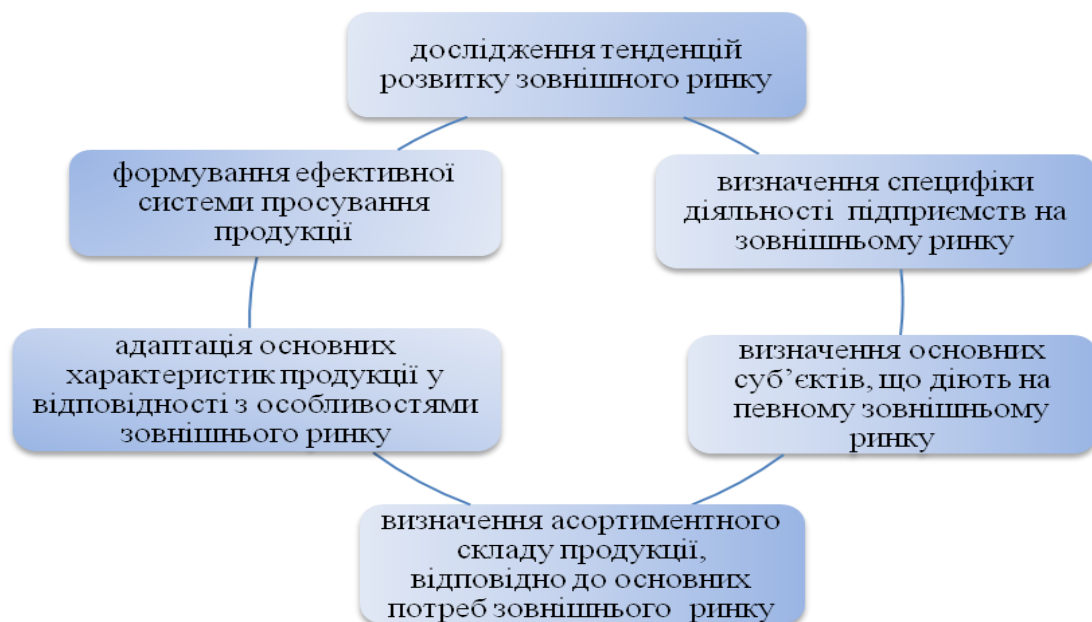 дослідження тенденцій
розвитку зовнішного ринку
визначення специфіки
діяльності підприємств на
зовнішньому ринку
визначення основних
суб’єктів, що діють на
певному зовнішньому
ринку
визначення асортиментного
складу продукції,
відповідно до основних
потреб зовнішнього ринку
адаптація основних
характеристик продукції у
відповідності з особливостями
зовнішнього ринку
формування ефективної
системи просування
продукції